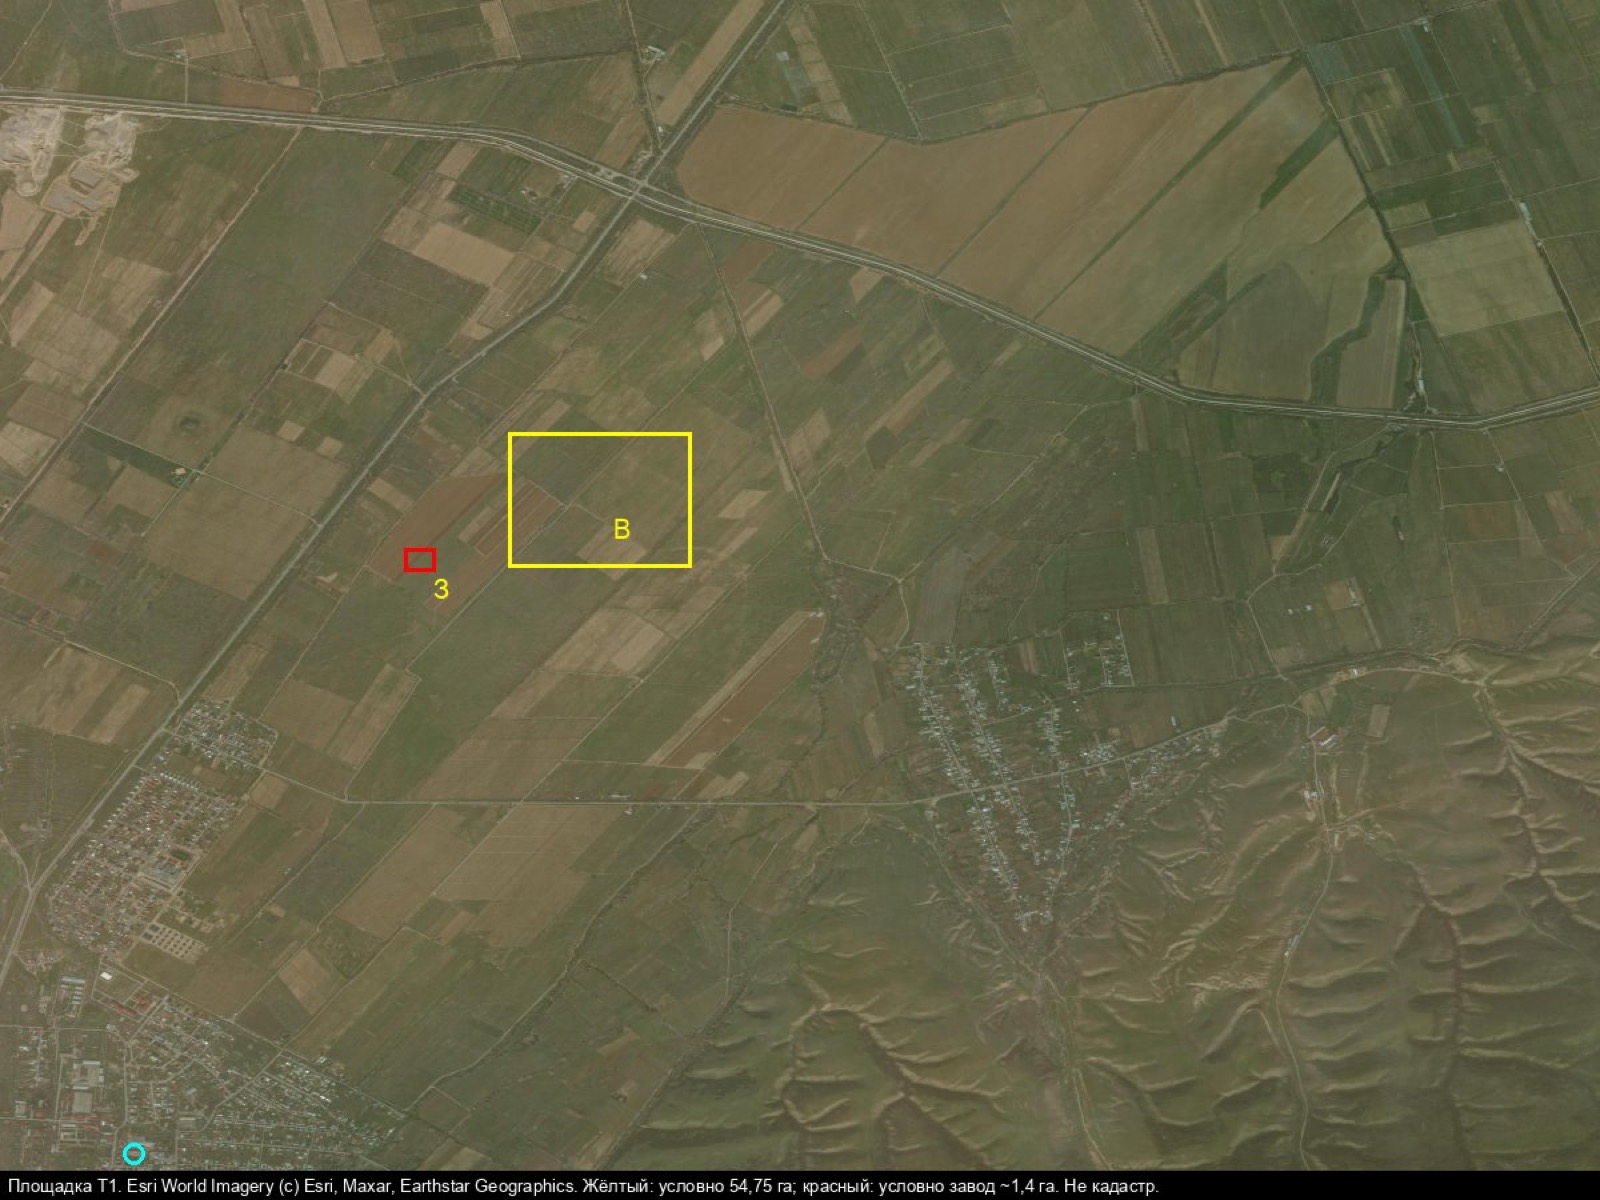 В
З
Площадка Т1. Esri World Imagery (c) Esri, Maxar, Earthstar Geographics. Жёлтый: условно 54,75 га; красный: условно завод ~1,4 га. Не кадастр.